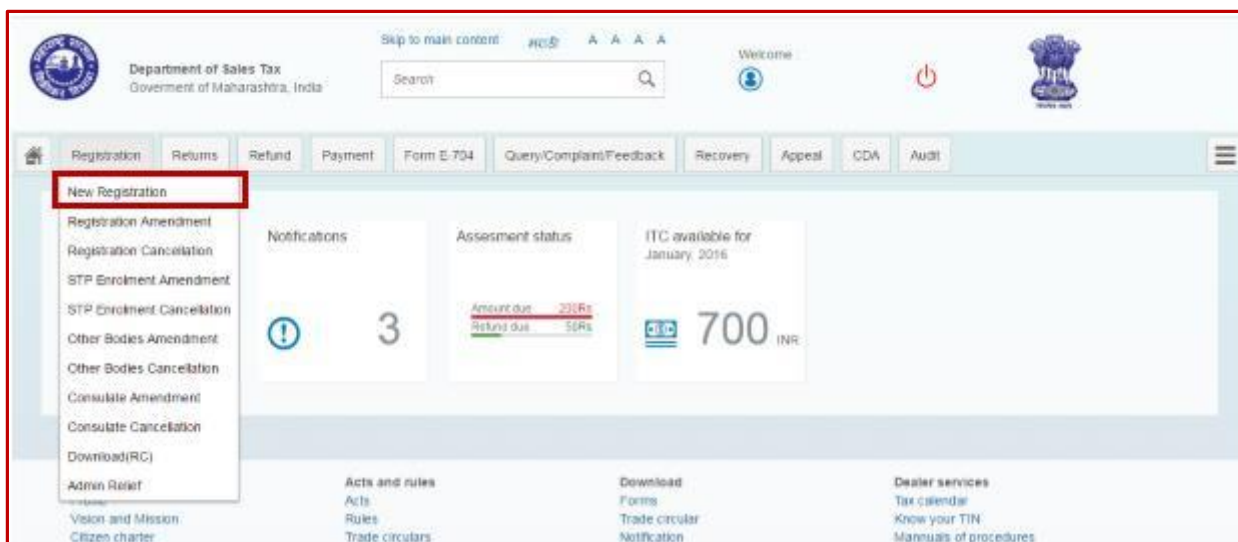 Skip to main content मराठी A A A A
Department of Sales Tax
Goverment of Maharashtra, India
Search
Welcome
Registration Returns Refund Payment Form E-704 Query/Complaint/Feedback Recovery Appeal CDA Audit
New Registration
Registration Amendment
Registration Cancellation
STP Enrolment Amendment
STP Enrolment Cancellation
Other Bodies Amendment
Other Bodies Cancellation
Consulate Amendment
Consulate Cancellation
Download(RC)
Admin Relief
Notifications
3
Assesment status
Amount due 200Rs
Refund due 50Rs
ITC available for
January, 2016
700 INR
Vision and Mission
Citizen charter
Acts and rules
Acts
Rules
Trade circulars
Download
Forms
Trade circular
Notification
Dealer services
Tax calendar
Know your TIN
Mannuals of procedures